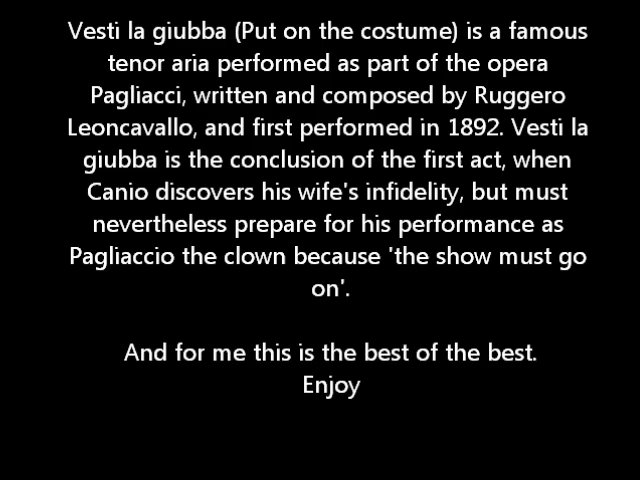 Vesti la giubba (Put on the costume) is a famous
tenor aria performed as part of the opera
Pagliacci, written and composed by Ruggero
Leoncavallo, and first performed in 1892. Vesti la
giubba is the conclusion of the first act, when
Canio discovers his wife's infidelity, but must
nevertheless prepare for his performance as
Pagliaccio the clown because 'the show must go
on'.
And for me this is the best of the best.
Enjoy